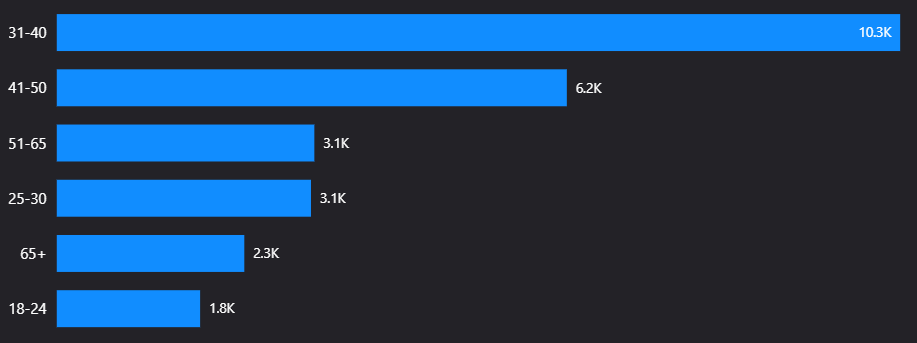 31-40 10.3K
41-50 6.2K
51-65 3.1K
25-30 3.1K
65+ 2.3K
18-24 1.8K